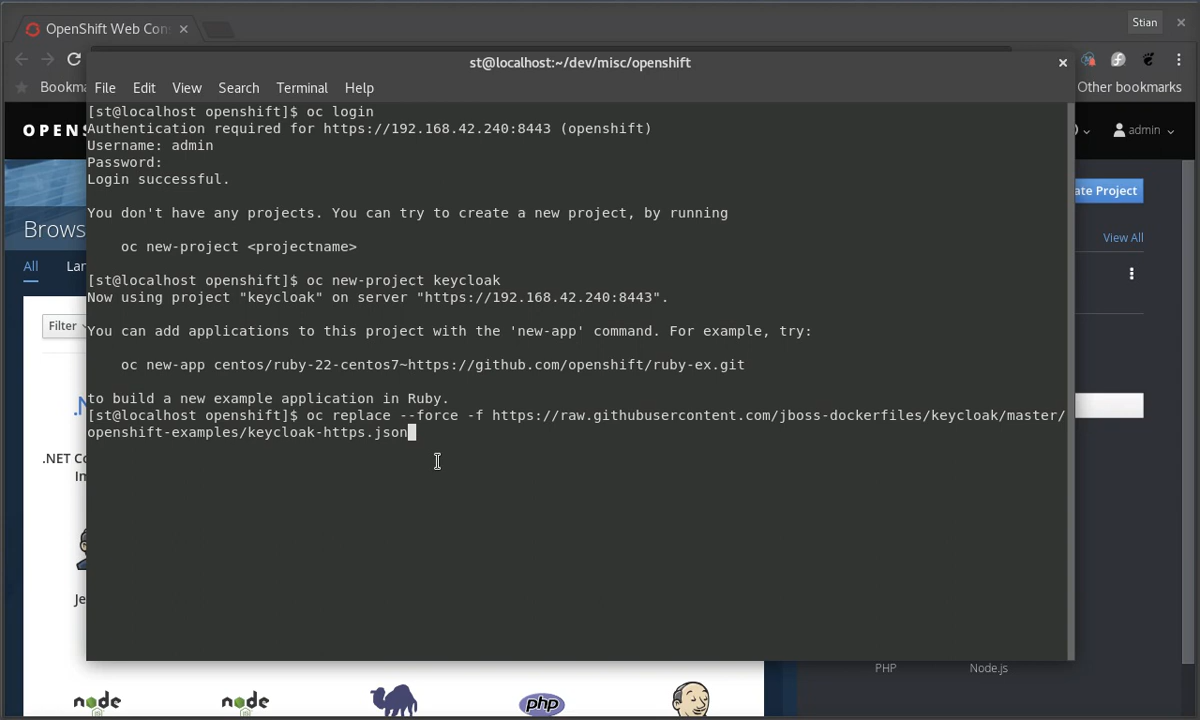 OpenShift Web Con
Stian
Bookma
Other bookmarks
st@localhost:~/dev/misc/openshift
File Edit View Search Terminal Help
OPENS
admin
[st@localhost openshift]$ oc login
Authentication required for https://192.168.42.240:8443 (openshift)
Username: admin
Password:
Login successful.
You don't have any projects. You can try to create a new project, by running
oc new-project <projectname>
[st@localhost openshift]$ oc new-project keycloak
Now using project "keycloak" on server "https://192.168.42.240:8443".
You can add applications to this project with the 'new-app' command. For example, try:
oc new-app centos/ruby-22-centos7~https://github.com/openshift/ruby-ex.git
to build a new example application in Ruby.
[st@localhost openshift]$ oc replace --force -f https://raw.githubusercontent.com/jboss-dockerfiles/keycloak/master/
openshift-examples/keycloak-https.json
ate Project
Brows
View All
All Lan
Filter
.N
.NET Co
Im
Je
PHP Node.js
node node php